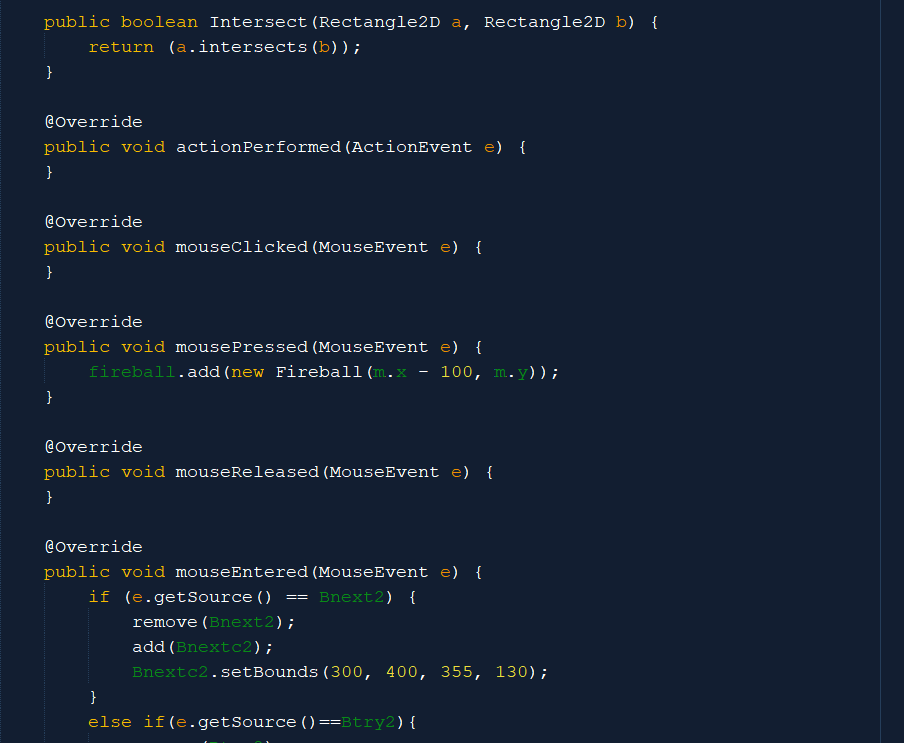 public boolean Intersect(Rectangle2D a, Rectangle2D b) {
return (a.intersects(b));
}
@Override
public void actionPerformed(ActionEvent e) {
}
@Override
public void mouseClicked(MouseEvent e) {
}
@Override
public void mousePressed(MouseEvent e) {
fireball.add(new Fireball(m.x - 100, m.y));
}
@Override
public void mouseReleased(MouseEvent e) {
}
@Override
public void mouseEntered(MouseEvent e) {
if (e.getSource() == Bnext2) {
remove(Bnext2);
add(Bnextc2);
Bnextc2.setBounds(300, 400, 355, 130);
}
else if(e.getSource()==Btry2){